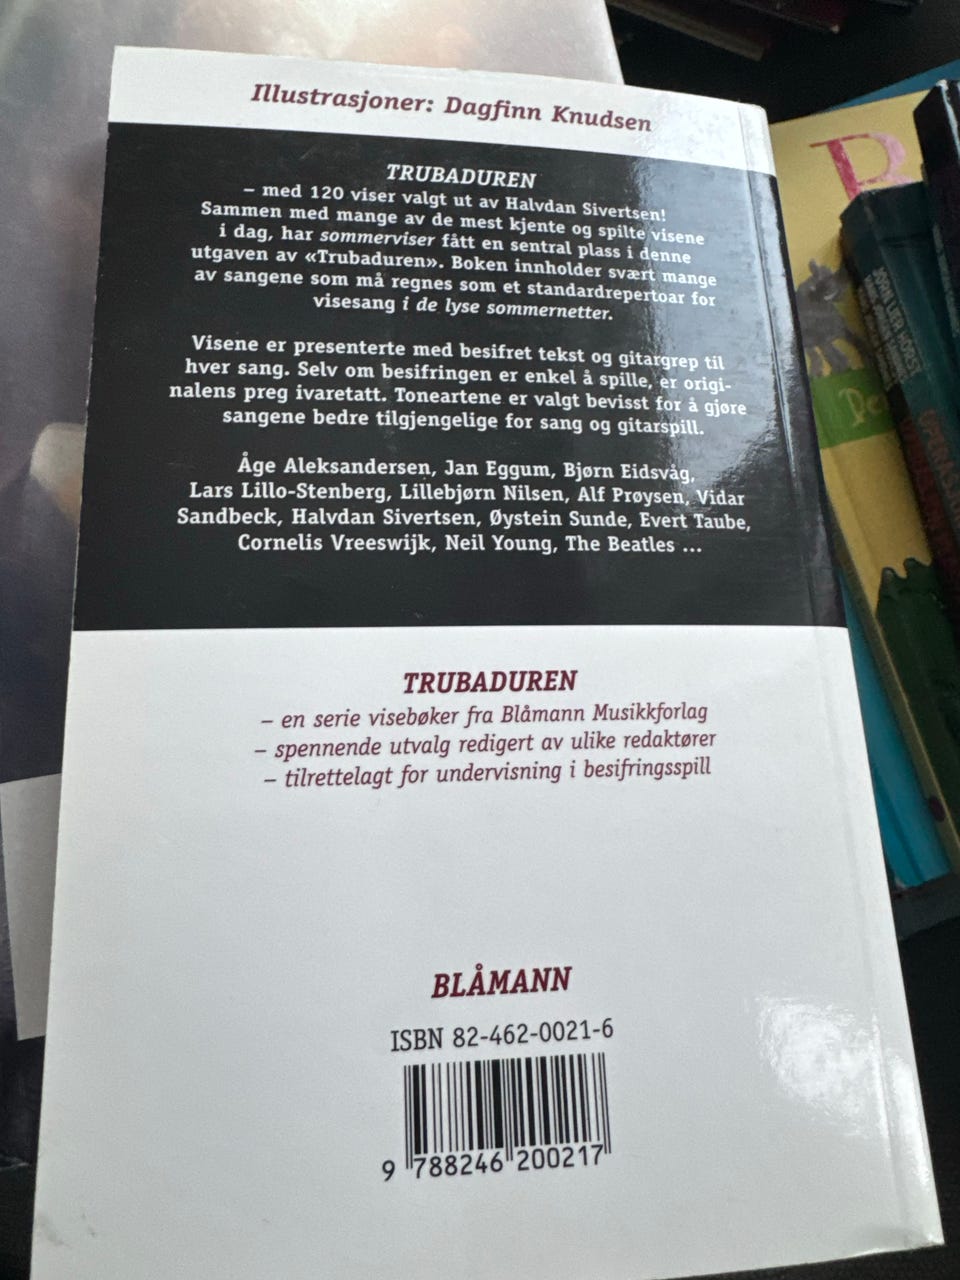 Illustrasjoner: Dagfinn Knudsen
TRUBADUREN
– med 120 viser valgt ut av Halvdan Sivertsen!
Sammen med mange av de mest kjente og spilte visene
i dag, har sommerviser fått en sentral plass i denne
utgaven av «Trubaduren». Boken innholder svært mange
av sangene som må regnes som et standardrepertoar for
visesang i de lyse sommernetter.
Visene er presenterte med besifret tekst og gitargrep til
hver sang. Selv om besifringen er enkel å spille, er origi-
nalens preg ivaretatt. Toneartene er valgt bevisst for å gjøre
sangene bedre tilgjengelige for sang og gitarspill.
Åge Aleksandersen, Jan Eggum, Bjørn Eidsvåg,
Lars Lillo-Stenberg, Lillebjørn Nilsen, Alf Prøysen, Vidar
Sandbeck, Halvdan Sivertsen, Øystein Sunde, Evert Taube,
Cornelis Vreeswijk, Neil Young, The Beatles ...
TRUBADUREN
– en serie visebøker fra Blåmann Musikkforlag
– spennende utvalg redigert av ulike redaktører
– tilrettelagt for undervisning i besifringsspill
BLÅMANN
ISBN 82-462-0021-6
9 788246 200217
JØRN LIER HORST